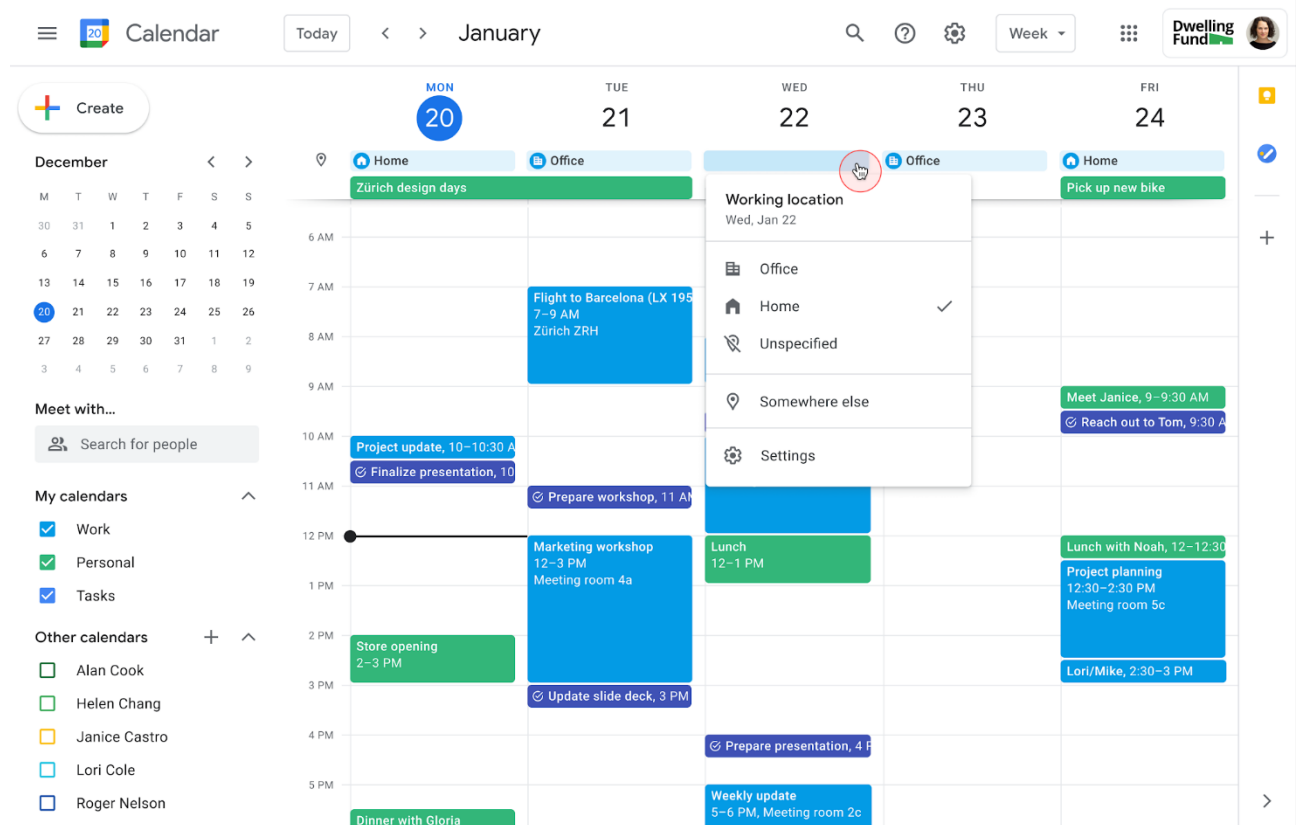 20
Calendar
Today
January
Week
Dwelling
Fund
Create
December
M T W T F S S
30 31 1 2 3 4 5
6 7 8 9 10 11 12
13 14 15 16 17 18 19
20 21 22 23 24 25 26
27 28 29 30 31 1 2
3 4 5 6 7 8 9
Meet with...
Search for people
My calendars
Work
Personal
Tasks
Other calendars
Alan Cook
Helen Chang
Janice Castro
Lori Cole
Roger Nelson
MON TUE WED THU FRI
20 21 22 23 24
Home
Office
Office
Home
Zürich design days
Pick up new bike
6 AM
7 AM
8 AM
9 AM
10 AM
11 AM
12 PM
1 PM
2 PM
3 PM
4 PM
5 PM
Project update, 10–10:30 A
Finalize presentation, 10
Store opening
2–3 PM
Dinner with Gloria
Flight to Barcelona (LX 195
7–9 AM
Zürich ZRH
Prepare workshop, 11 AM
Marketing workshop
12–3 PM
Meeting room 4a
Update slide deck, 3 PM
Working location
Wed, Jan 22
Office
Home
Unspecified
Somewhere else
Settings
Lunch
12–1 PM
Prepare presentation, 4 P
Weekly update
5–6 PM, Meeting room 2c
Meet Janice, 9–9:30 AM
Reach out to Tom, 9:30 A
Lunch with Noah, 12–12:30
Project planning
12:30–2:30 PM
Meeting room 5c
Lori/Mike, 2:30–3 PM